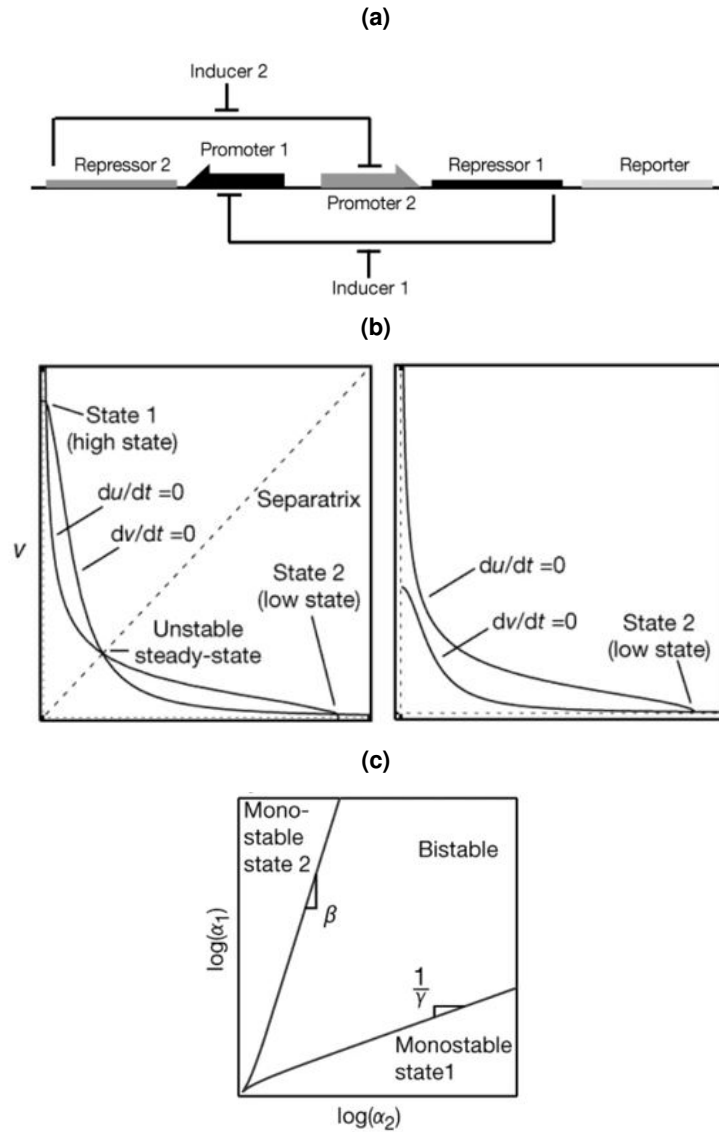 (a)
Inducer 2
Repressor 2
Promoter 1
Promoter 2
Repressor 1
Reporter
Inducer 1
(b)
State 1
(high state)
du/dt =0
dv/dt =0
Separatrix
State 2
(low state)
Unstable
steady-state
v
du/dt =0
dv/dt =0
State 2
(low state)
(c)
Mono-
stable
state 2
Bistable
β
1
γ
Monostable
state1
log(α₁)
log(α₂)